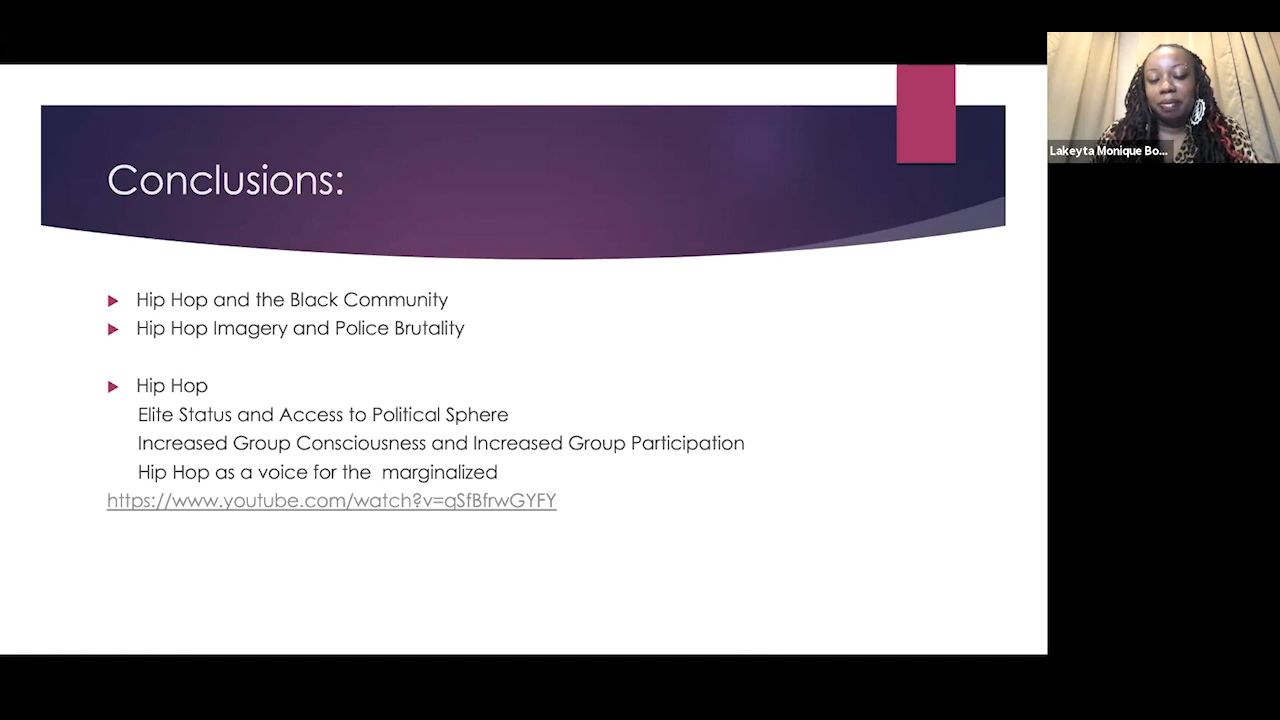 Conclusions:
Hip Hop and the Black Community
Hip Hop Imagery and Police Brutality
Hip Hop
Elite Status and Access to Political Sphere
Increased Group Consciousness and Increased Group Participation
Hip Hop as a voice for the marginalized
https://www.youtube.com/watch?v=qSfBfrwGYFY
Lakeyta Monique Bo...